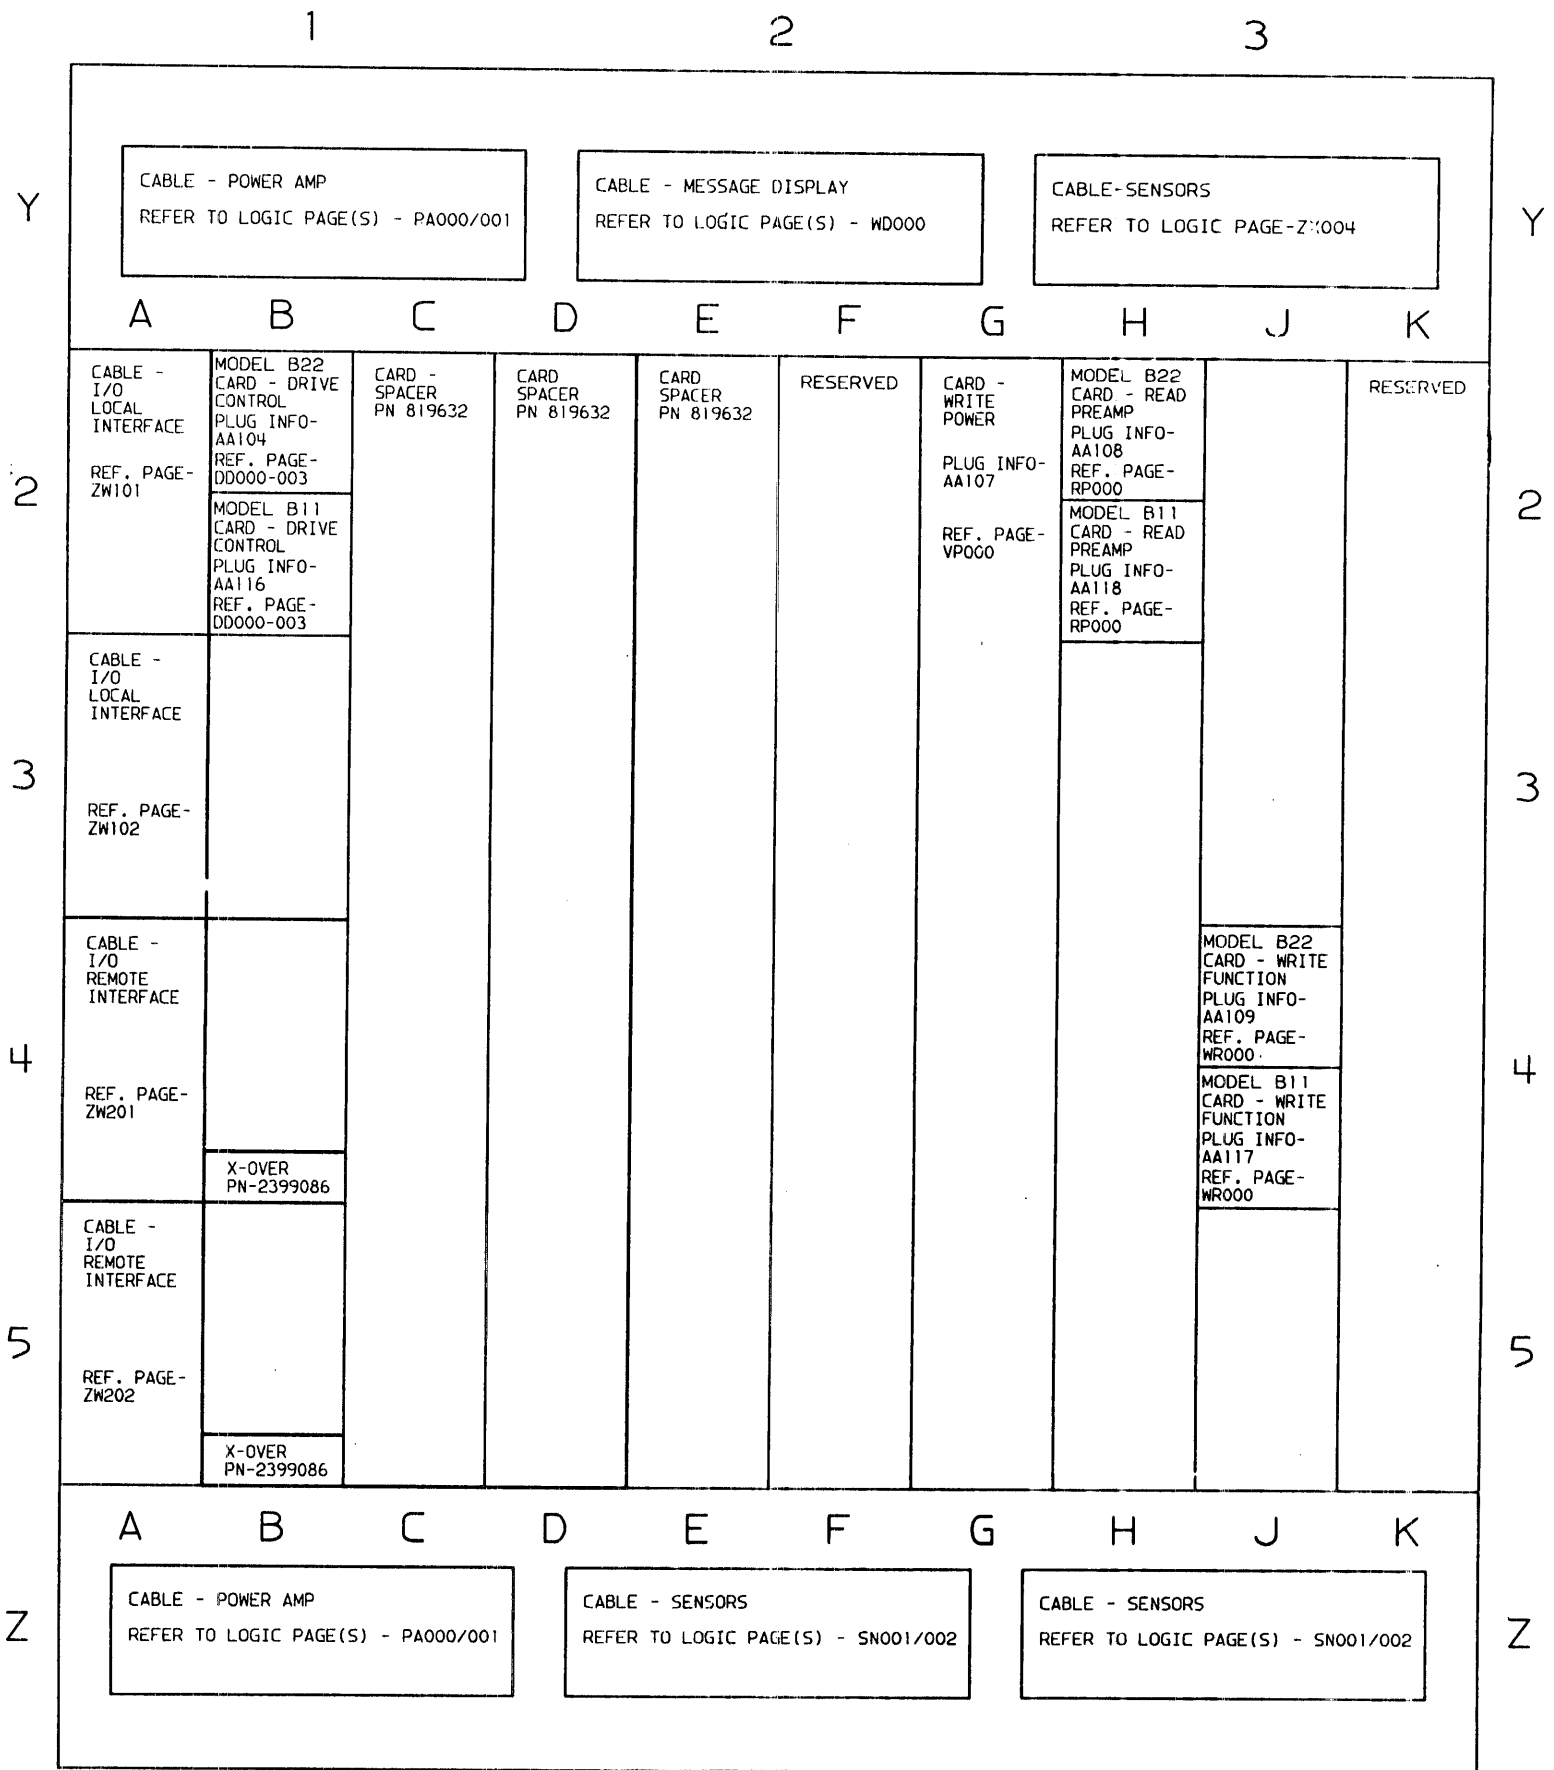 1 2 3
Y Y
CABLE - POWER AMP
REFER TO LOGIC PAGE(S) - PA000/001
CABLE - MESSAGE DISPLAY
REFER TO LOGIC PAGE(S) - WD000
CABLE-SENSORS
REFER TO LOGIC
A B C D E F G H J K
2 2
CABLE -
I/O
LOCAL
INTERFACE
REF. PAGE-
ZW101
MODEL B22
CARD - DRIVE
CONTROL
PLUG INFO-
AA104
REF. PAGE-
DD000-003
MODEL B11
CARD - DRIVE
CONTROL
PLUG INFO-
AA116
REF. PAGE-
DD000-003
CARD -
SPACER
PN 819632
CARD
SPACER
PN 819632
CARD
SPACER
PN 819632
RESERVED
CARD -
WRITE
POWER
PLUG INFO-
AA107
REF. PAGE-
VP000
MODEL B22
CARD - READ
PREAMP
PLUG INFO-
AA108
REF. PAGE-
RP000
MODEL B11
CARD - READ
PREAMP
PLUG INFO-
AA118
REF. PAGE-
RP000
RESERVED
3 3
CABLE -
I/O
LOCAL
INTERFACE
REF. PAGE-
ZW102
4 4
CABLE -
I/O
REMOTE
INTERFACE
REF. PAGE-
ZW201
X-OVER
PN-2399086
MODEL B22
CARD - WRITE
FUNCTION
PLUG INFO-
AA109
REF. PAGE-
WR000
MODEL B11
CARD - WRITE
FUNCTION
PLUG INFO-
AA117
REF. PAGE-
WR000
5 5
CABLE -
I/O
REMOTE
INTERFACE
REF. PAGE-
ZW202
X-OVER
PN-2399086
A B C D E F G H J K
Z Z
CABLE - POWER AMP
REFER TO LOGIC PAGE(S) - PA000/001
CABLE - SENSORS
REFER TO LOGIC PAGE(S) - SN001/002
CABLE - SENSORS
REFER TO LOGIC PAGE(S) - SN001/002